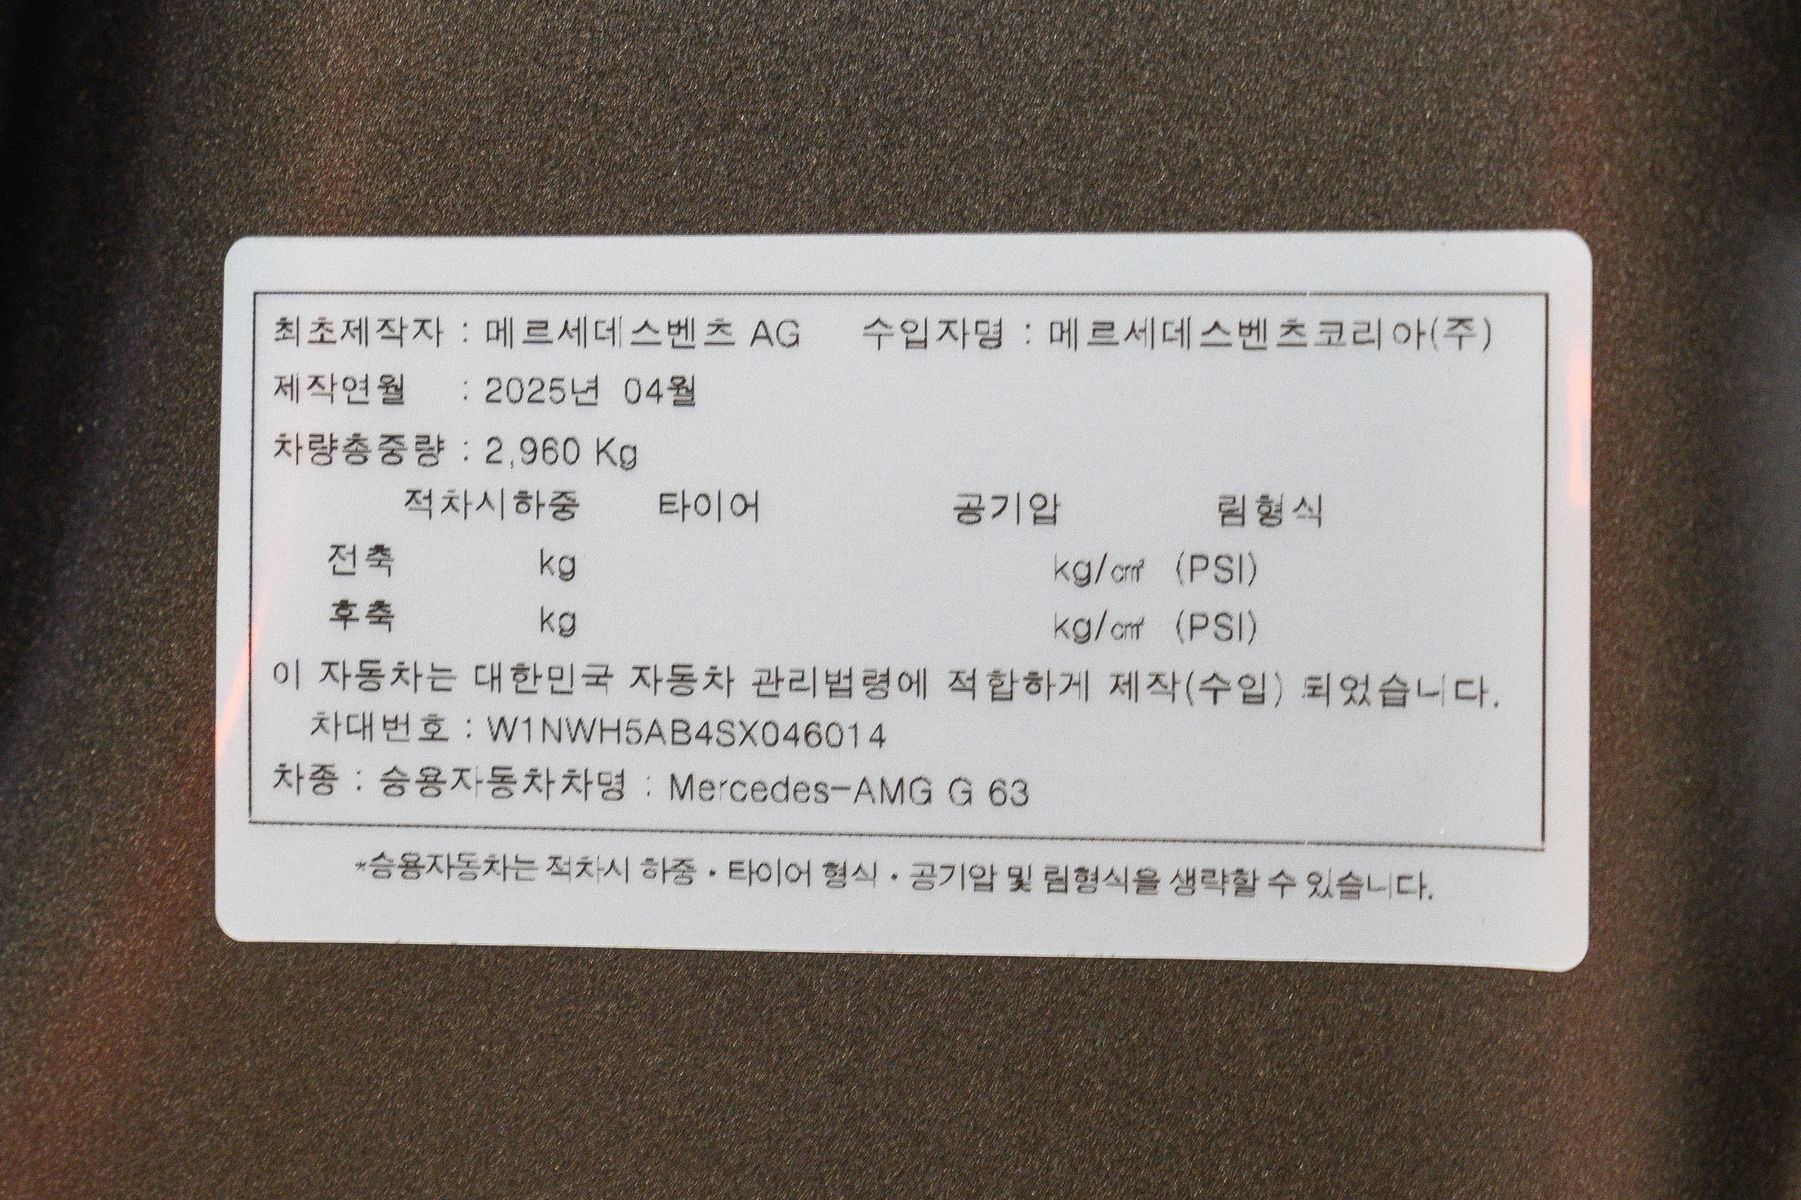 최초제작자 : 메르세데스벤츠 AG 수입자명 : 메르세데스벤츠코리아(주)
제작연월 : 2025년 04월
차량총중량 : 2,960 Kg
적차시하중 타이어 공기압 림형식
전축 kg kg/㎠ (PSI)
후축 kg kg/㎠ (PSI)
이 자동차는 대한민국 자동차 관리법령에 적합하게 제작(수입) 되었습니다.
차대번호 : W1NWH5AB4SX046014
차종 : 승용자동차차명 : Mercedes-AMG G 63
*승용자동차는 적차시 하중・타이어 형식・공기압 및 림형식을 생략할 수 있습니다.